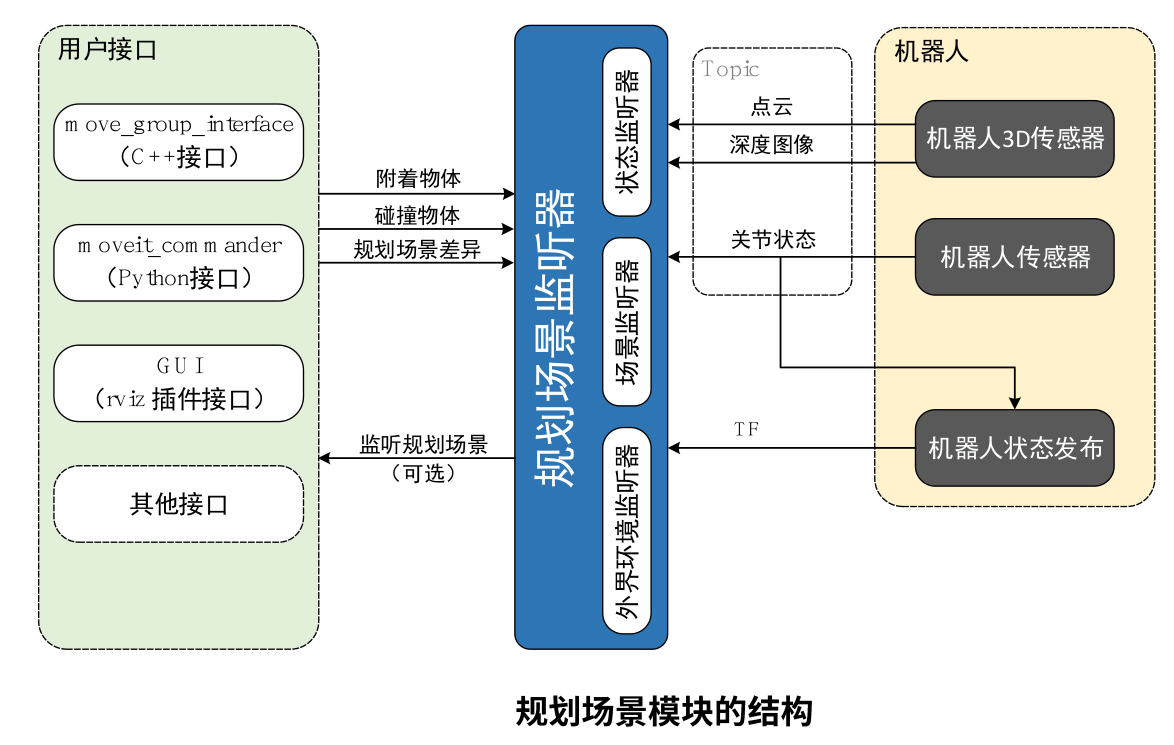 用户接口
move_group_interface
（C++接口）
moveit_commander
（Python接口）
GUI
（rviz 插件接口）
其他接口
附着物体
碰撞物体
规划场景差异
监听规划场景
（可选）
规划场景监听器
状态监听器
场景监听器
外界环境监听器
Topic
点云
深度图像
关节状态
TF
机器人
机器人3D传感器
机器人传感器
机器人状态发布
规划场景模块的结构